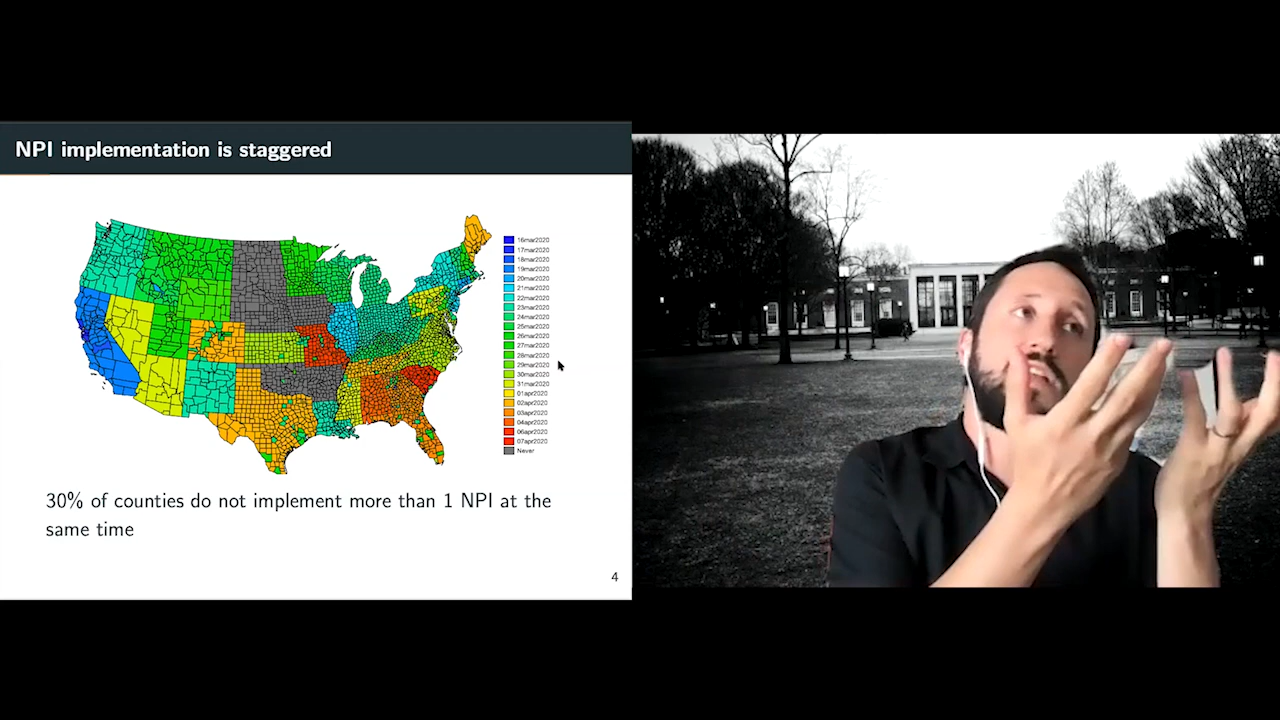 NPI implementation is staggered
16mar2020
17mar2020
18mar2020
19mar2020
20mar2020
21mar2020
22mar2020
23mar2020
24mar2020
25mar2020
26mar2020
27mar2020
28mar2020
29mar2020
30mar2020
31mar2020
01apr2020
02apr2020
03apr2020
04apr2020
06apr2020
07apr2020
Never
30% of counties do not implement more than 1 NPI at the
same time
4